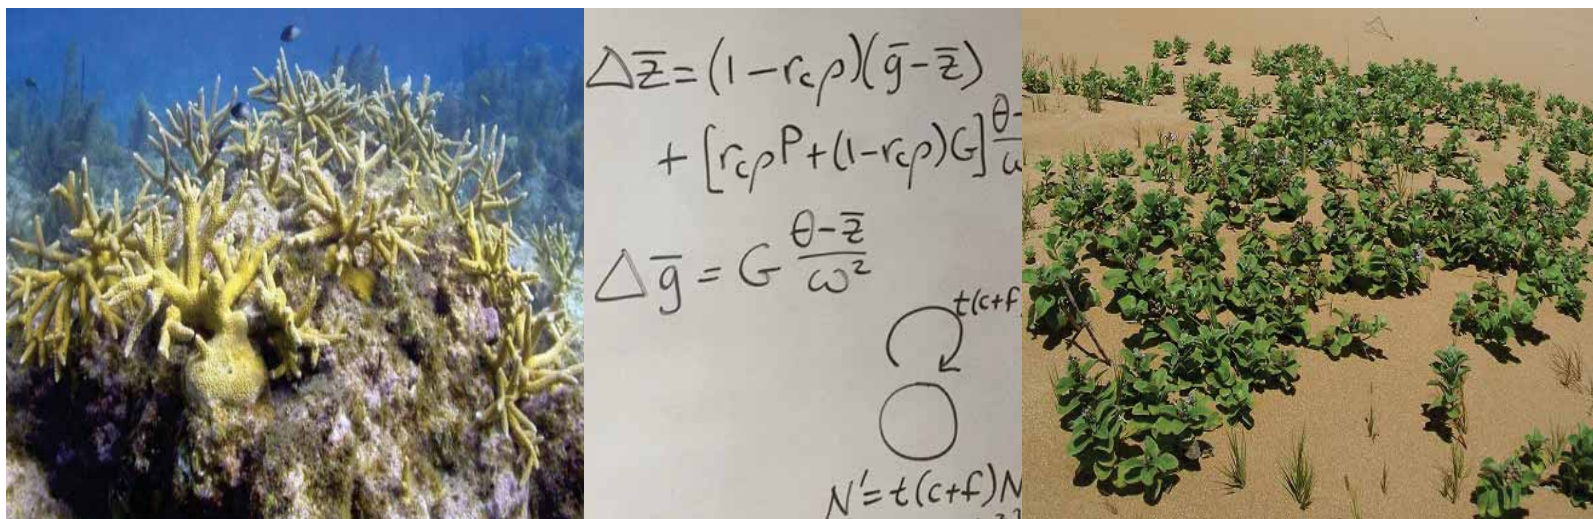 Δz̄ = (1 − r_cρ)(ḡ − z̄)
+ [r_cρP + (1 − r_cρ)G] θ−
ω
Δḡ = G (θ − z̄)/ω²
t(c+f
N' = t(c+f)N